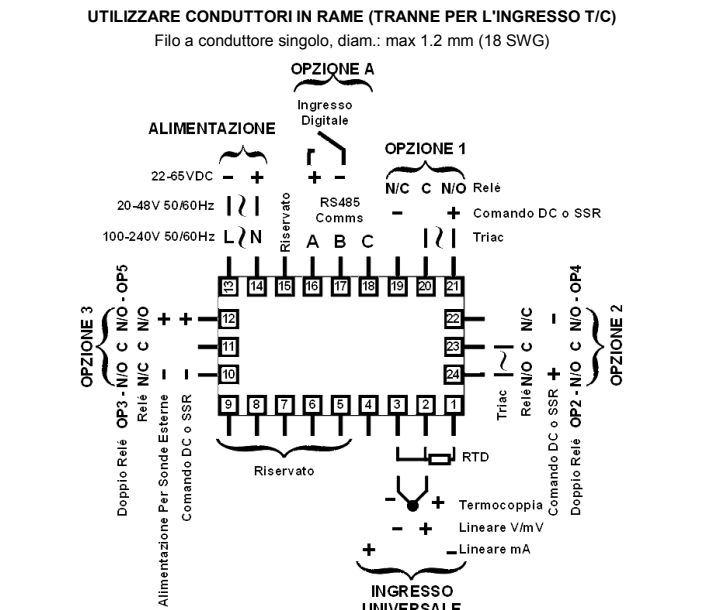 UTILIZZARE CONDUTTORI IN RAME (TRANNE PER L'INGRESSO T/C)
Filo a conduttore singolo, diam.: max 1.2 mm (18 SWG)
OPZIONE A
Ingresso
Digitale
ALIMENTAZIONE
OPZIONE 1
22-65VDC − +
+ −
N/C C N/O Relé
20-48V 50/60Hz
Riservato
RS485
Comms
− + Comando DC o SSR
100-240V 50/60Hz L N
A B C
Triac
13 14 15 16 17 18 19 20 21
12 22
11 23
10 24
9 8 7 6 5 4 3 2 1
OPZIONE 3
Doppio Relé OP3 - N/O C N/O - OP5
Relé N/C C N/O
Alimentazione Per Sonde Esterne − +
Comando DC o SSR − +
Triac
Relé N/O C N/C
Comando DC o SSR + −
Doppio Relé OP2 - N/O C N/O - OP4
OPZIONE 2
Riservato
RTD
− + Termocoppia
− + Lineare V/mV
+ − Lineare mA
INGRESSO
UNIVERSALE